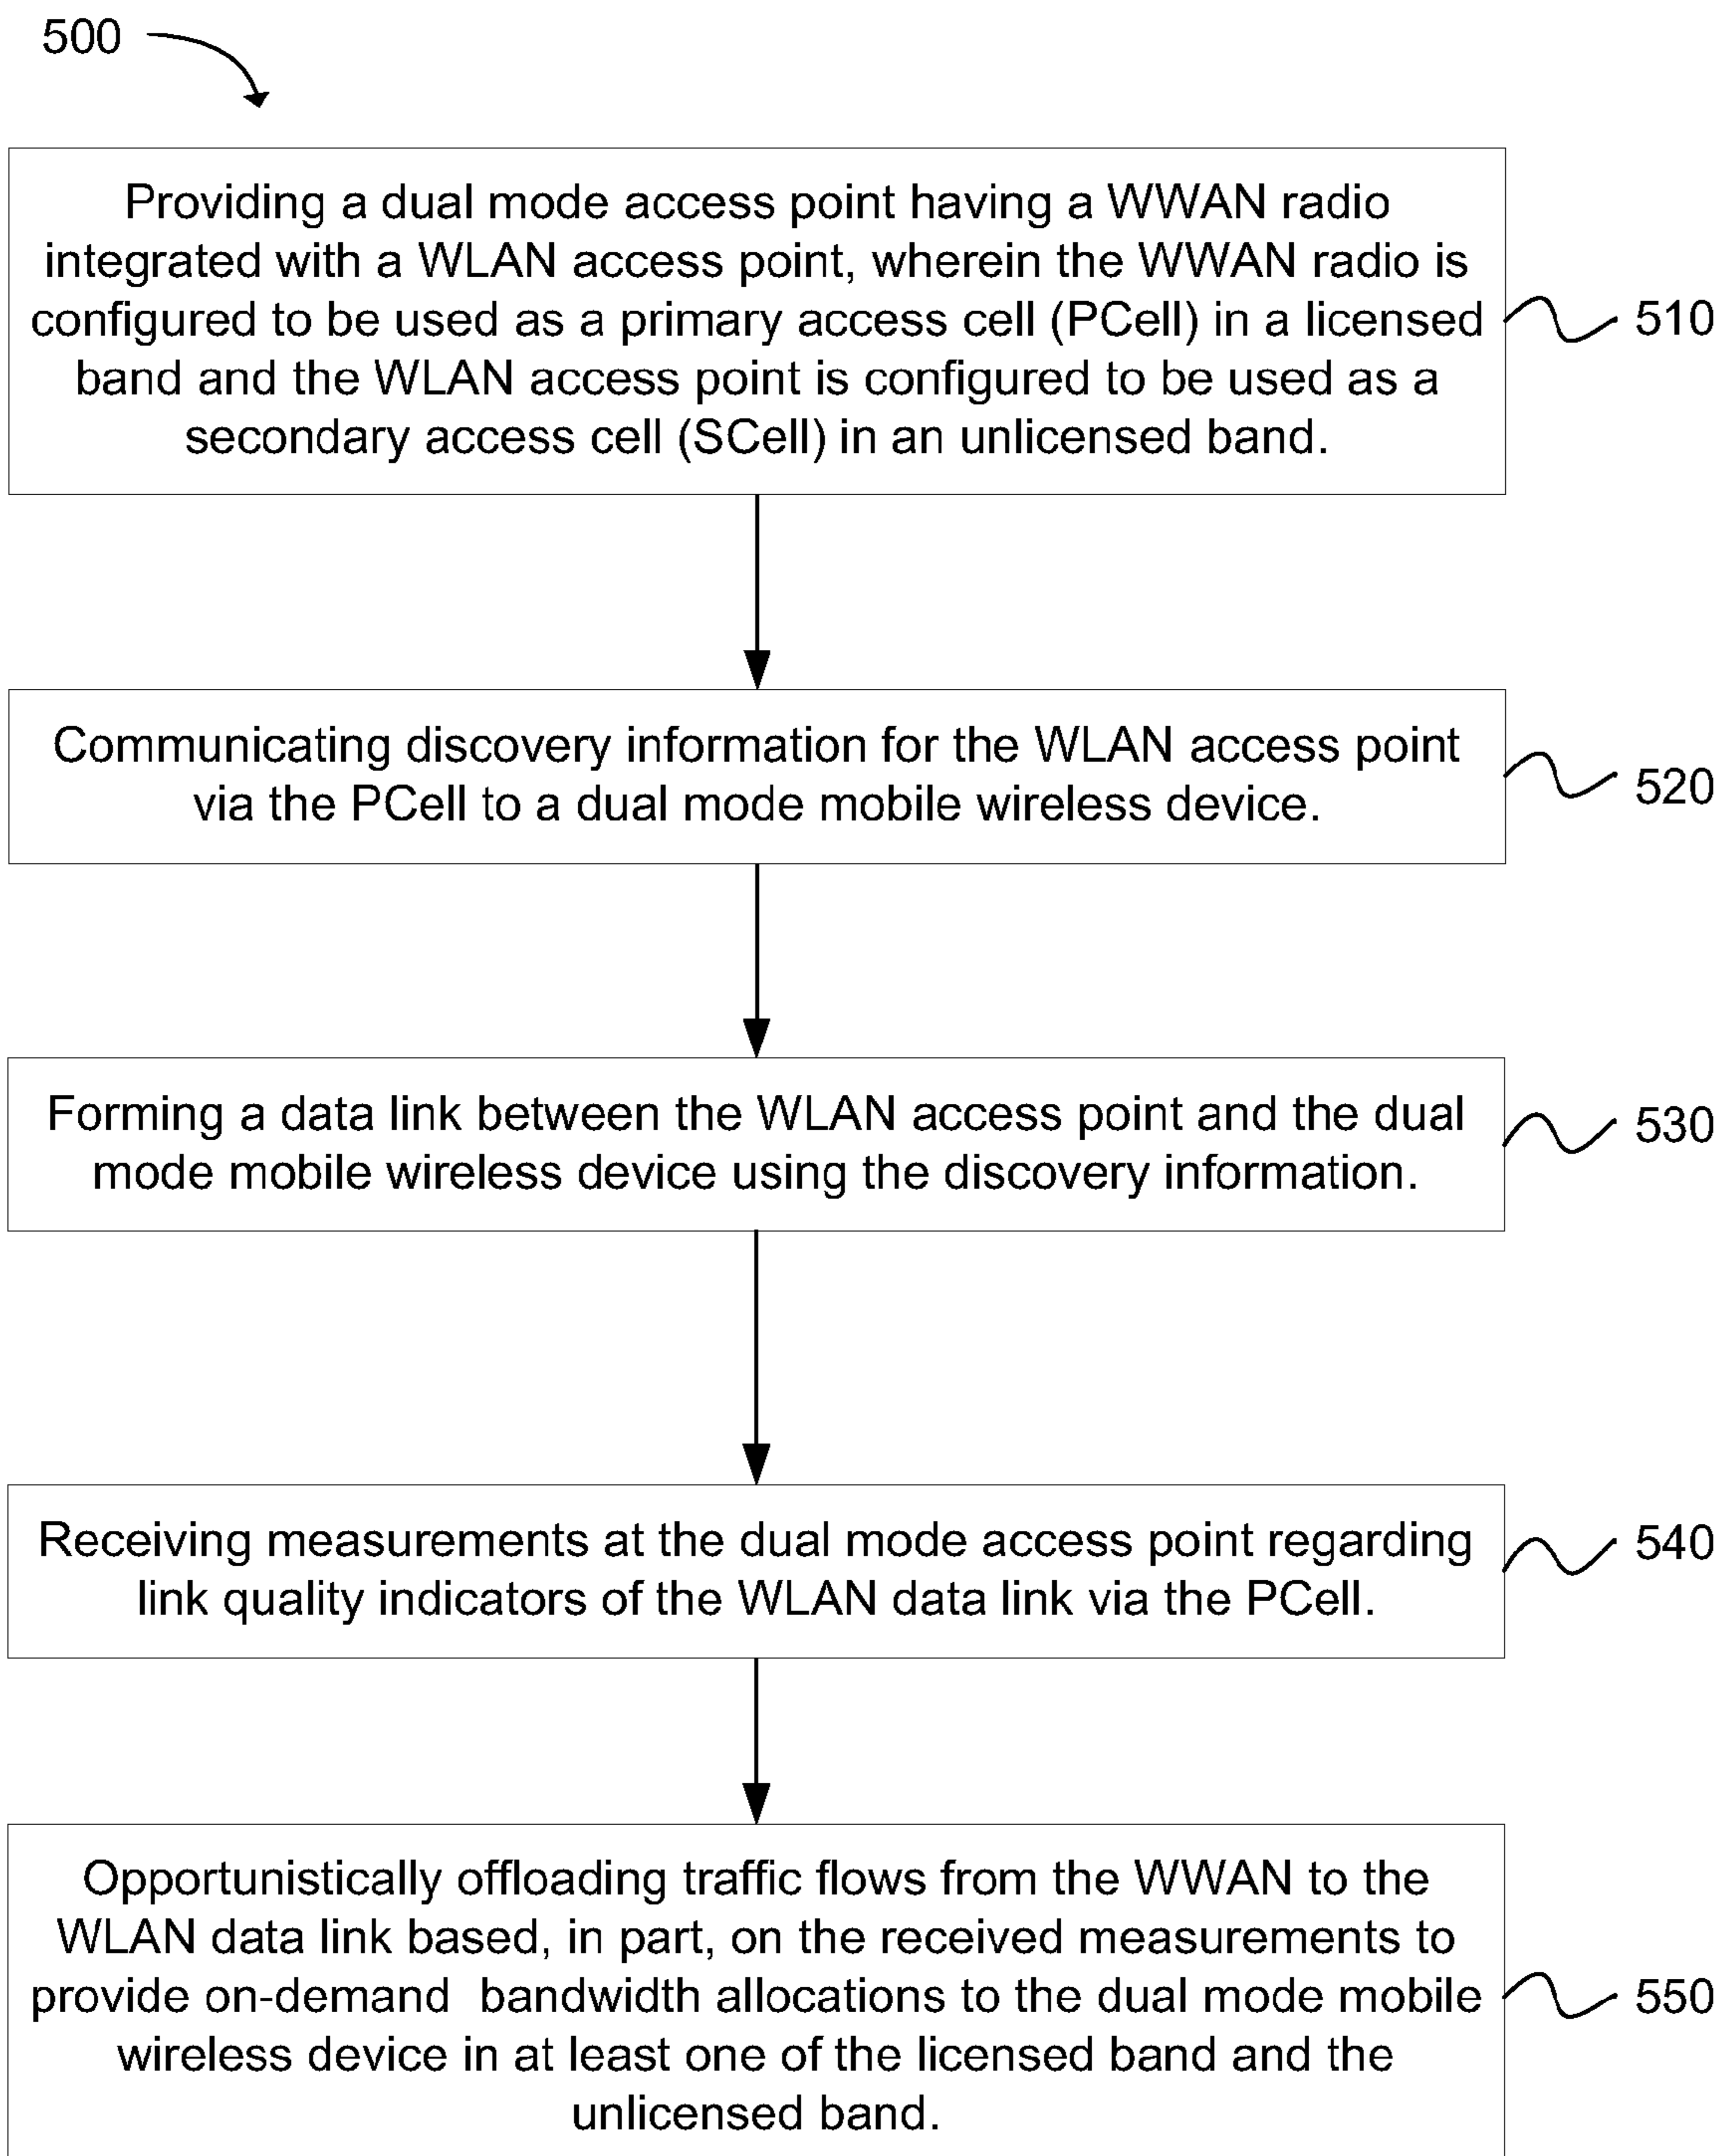 500
Providing a dual mode access point having a WWAN radio
integrated with a WLAN access point, wherein the WWAN radio is
configured to be used as a primary access cell (PCell) in a licensed
band and the WLAN access point is configured to be used as a
secondary access cell (SCell) in an unlicensed band.
510
Communicating discovery information for the WLAN access point
via the PCell to a dual mode mobile wireless device.
520
Forming a data link between the WLAN access point and the dual
mode mobile wireless device using the discovery information.
530
Receiving measurements at the dual mode access point regarding
link quality indicators of the WLAN data link via the PCell.
540
Opportunistically offloading traffic flows from the WWAN to the
WLAN data link based, in part, on the received measurements to
provide on-demand  bandwidth allocations to the dual mode mobile
wireless device in at least one of the licensed band and the
unlicensed band.
550